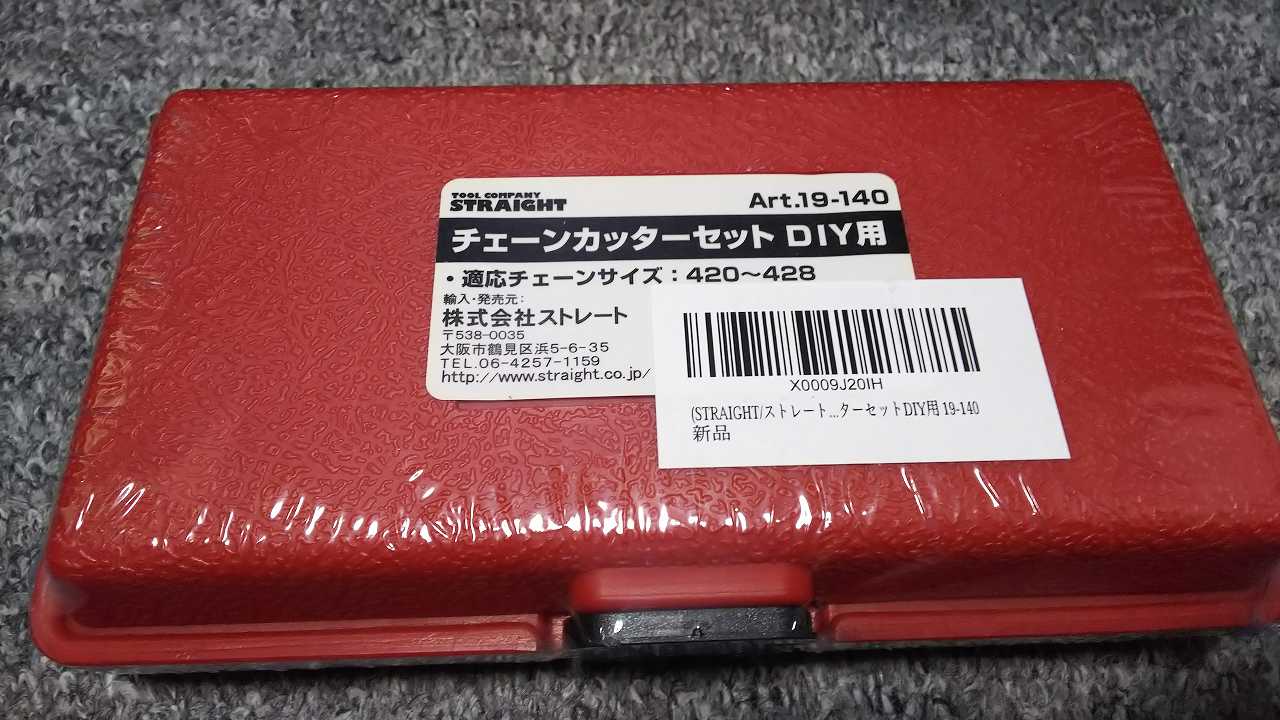 TOOL COMPANY
STRAIGHT
Art.19-140
チェーンカッターセット DIY用
・適応チェーンサイズ：420～428
輸入・発売元：
株式会社ストレート
〒538-0035
大阪市鶴見区浜5-6-35
TEL.06-4257-1159
http://www.straight.co.jp/
X0009J20IH
(STRAIGHT/ストレート...ターセットDIY用 19-140
新品